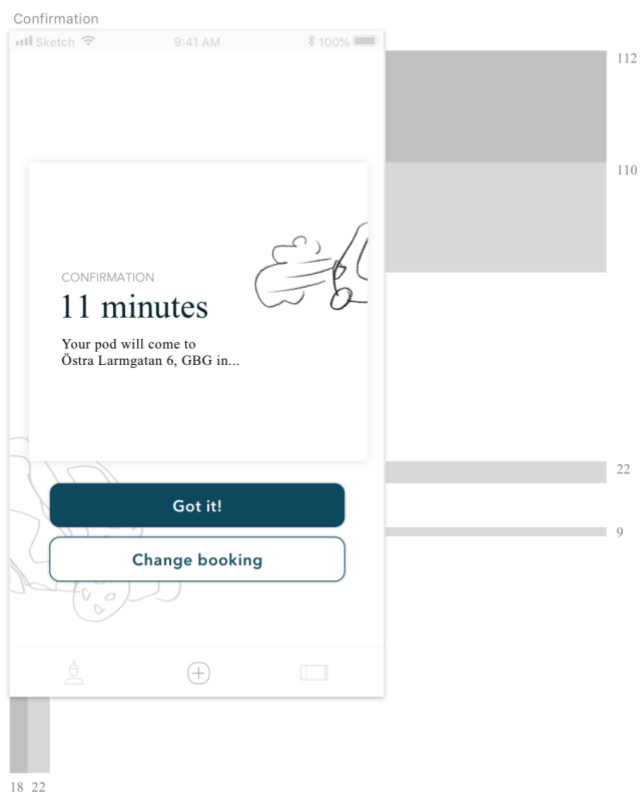 Confirmation
Sketch 9:41 AM 100%
112
110
CONFIRMATION
11 minutes
Your pod will come to
Östra Larmgatan 6, GBG in...
22
Got it!
9
Change booking
18 22